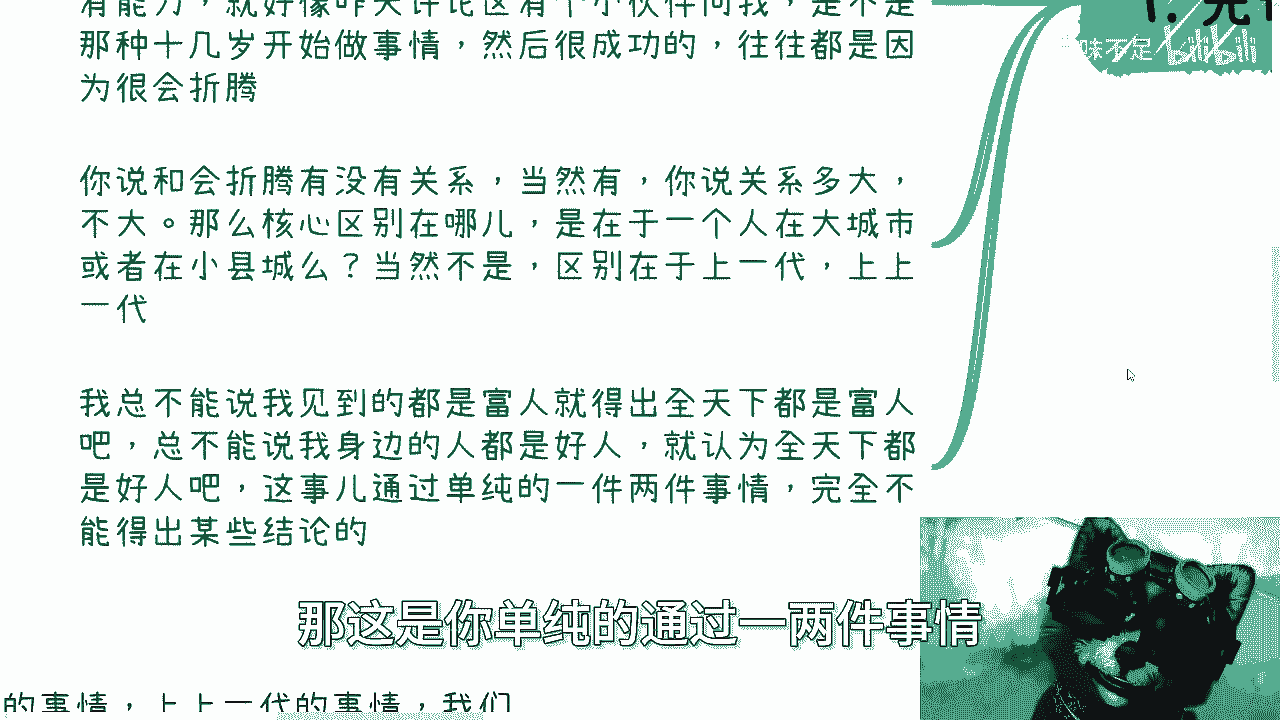 有能力，就好像昨天评论区有个小伙伴问我，是不是
那种十几岁开始做事情，然后很成功的，往往都是因
为很会折腾
你说和会折腾有没有关系，当然有，你说关系多大，
不大。那么核心区别在哪儿，是在于一个人在大城市
或者在小县城么？当然不是，区别在于上一代，上上
一代
我总不能说我见到的都是富人就得出全天下都是富人
吧，总不能说我身边的人都是好人，就认为全天下都
是好人吧，这事儿通过单纯的一件两件事情，完全不
能得出某些结论的
那这是你单纯的通过一两件事情
的事情，上上一代的事情，我们
1.
味不足 bilibili